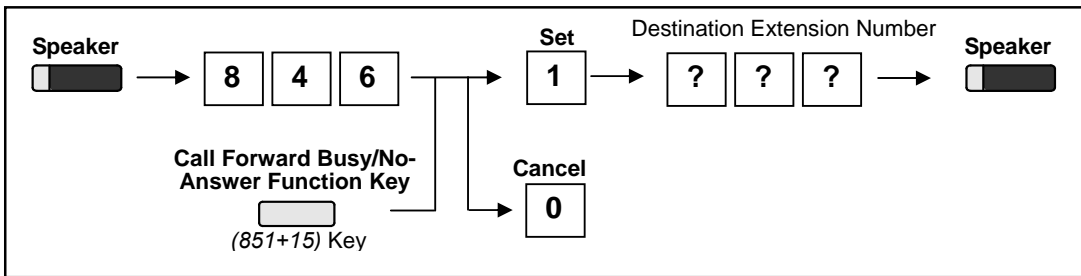 Speaker
8 4 6
Set
1
Destination Extension Number
? ? ?
Speaker
Call Forward Busy/No-
Answer Function Key
(851+15) Key
Cancel
0